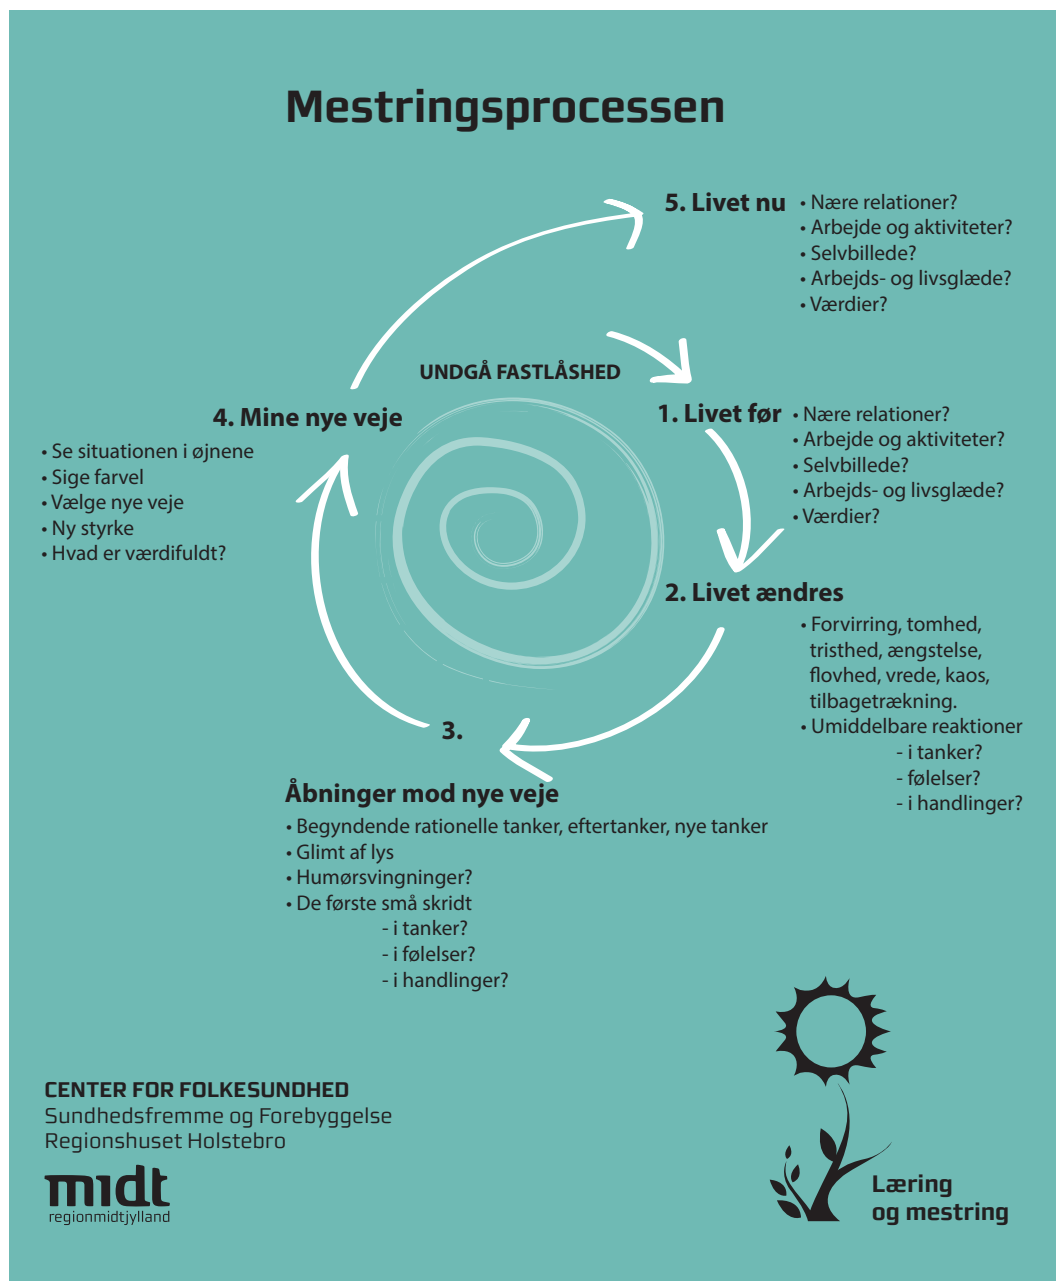 Mestringsprocessen
5. Livet nu
• Nære relationer?
• Arbejde og aktiviteter?
• Selvbillede?
• Arbejds- og livsglæde?
• Værdier?
UNDGÅ FASTLÅSHED
1. Livet før
• Nære relationer?
• Arbejde og aktiviteter?
• Selvbillede?
• Arbejds- og livsglæde?
• Værdier?
2. Livet ændres
• Forvirring, tomhed,
tristhed, ængstelse,
flovhed, vrede, kaos,
tilbagetrækning.
• Umiddelbare reaktioner
- i tanker?
- følelser?
- i handlinger?
3.
Åbninger mod nye veje
• Begyndende rationelle tanker, eftertanker, nye tanker
• Glimt af lys
• Humørsvingninger?
• De første små skridt
- i tanker?
- i følelser?
- i handlinger?
4. Mine nye veje
• Se situationen i øjnene
• Sige farvel
• Vælge nye veje
• Ny styrke
• Hvad er værdifuldt?
CENTER FOR FOLKESUNDHED
Sundhedsfremme og Forebyggelse
Regionshuset Holstebro
midt
regionmidtjylland
Læring
og mestring